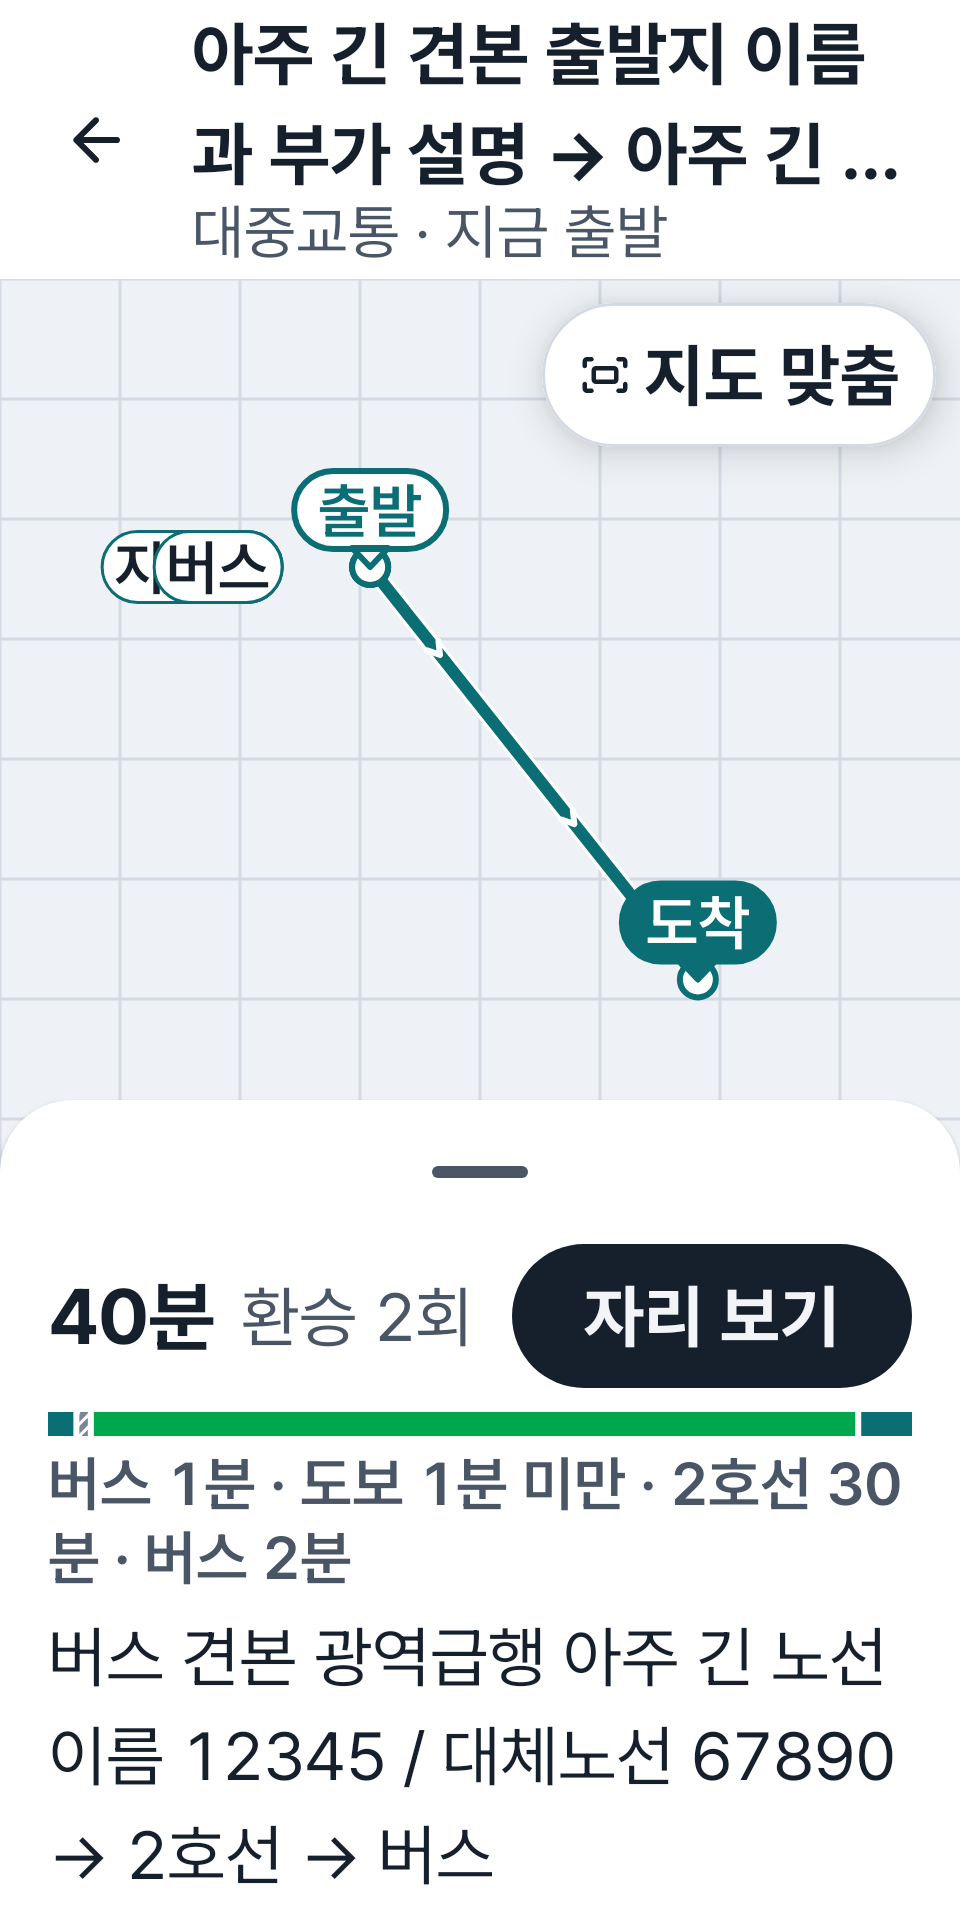 아주 긴 견본 출발지 이름
과 부가 설명 → 아주 긴 ...
대중교통 · 지금 출발
지도 맞춤
출발
버스
도착
40분 환승 2회
자리 보기
버스 1분 · 도보 1분 미만 · 2호선 30
분 · 버스 2분
버스 견본 광역급행 아주 긴 노선
이름 12345 / 대체노선 67890
→ 2호선 → 버스